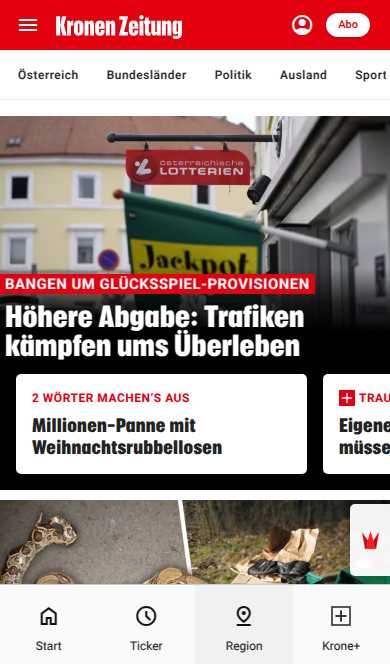 Kronen Zeitung
Abo
Österreich
Bundesländer
Politik
Ausland
Sport
österreichische
LOTTERIEN
Jackpot
BANGEN UM GLÜCKSSPIEL-PROVISIONEN
Höhere Abgabe: Trafiken
kämpfen ums Überleben
2 WÖRTER MACHEN'S AUS
Millionen-Panne mit
Weihnachtsrubbellosen
TRAU
Eigene
müsse
Start
Ticker
Region
Krone+